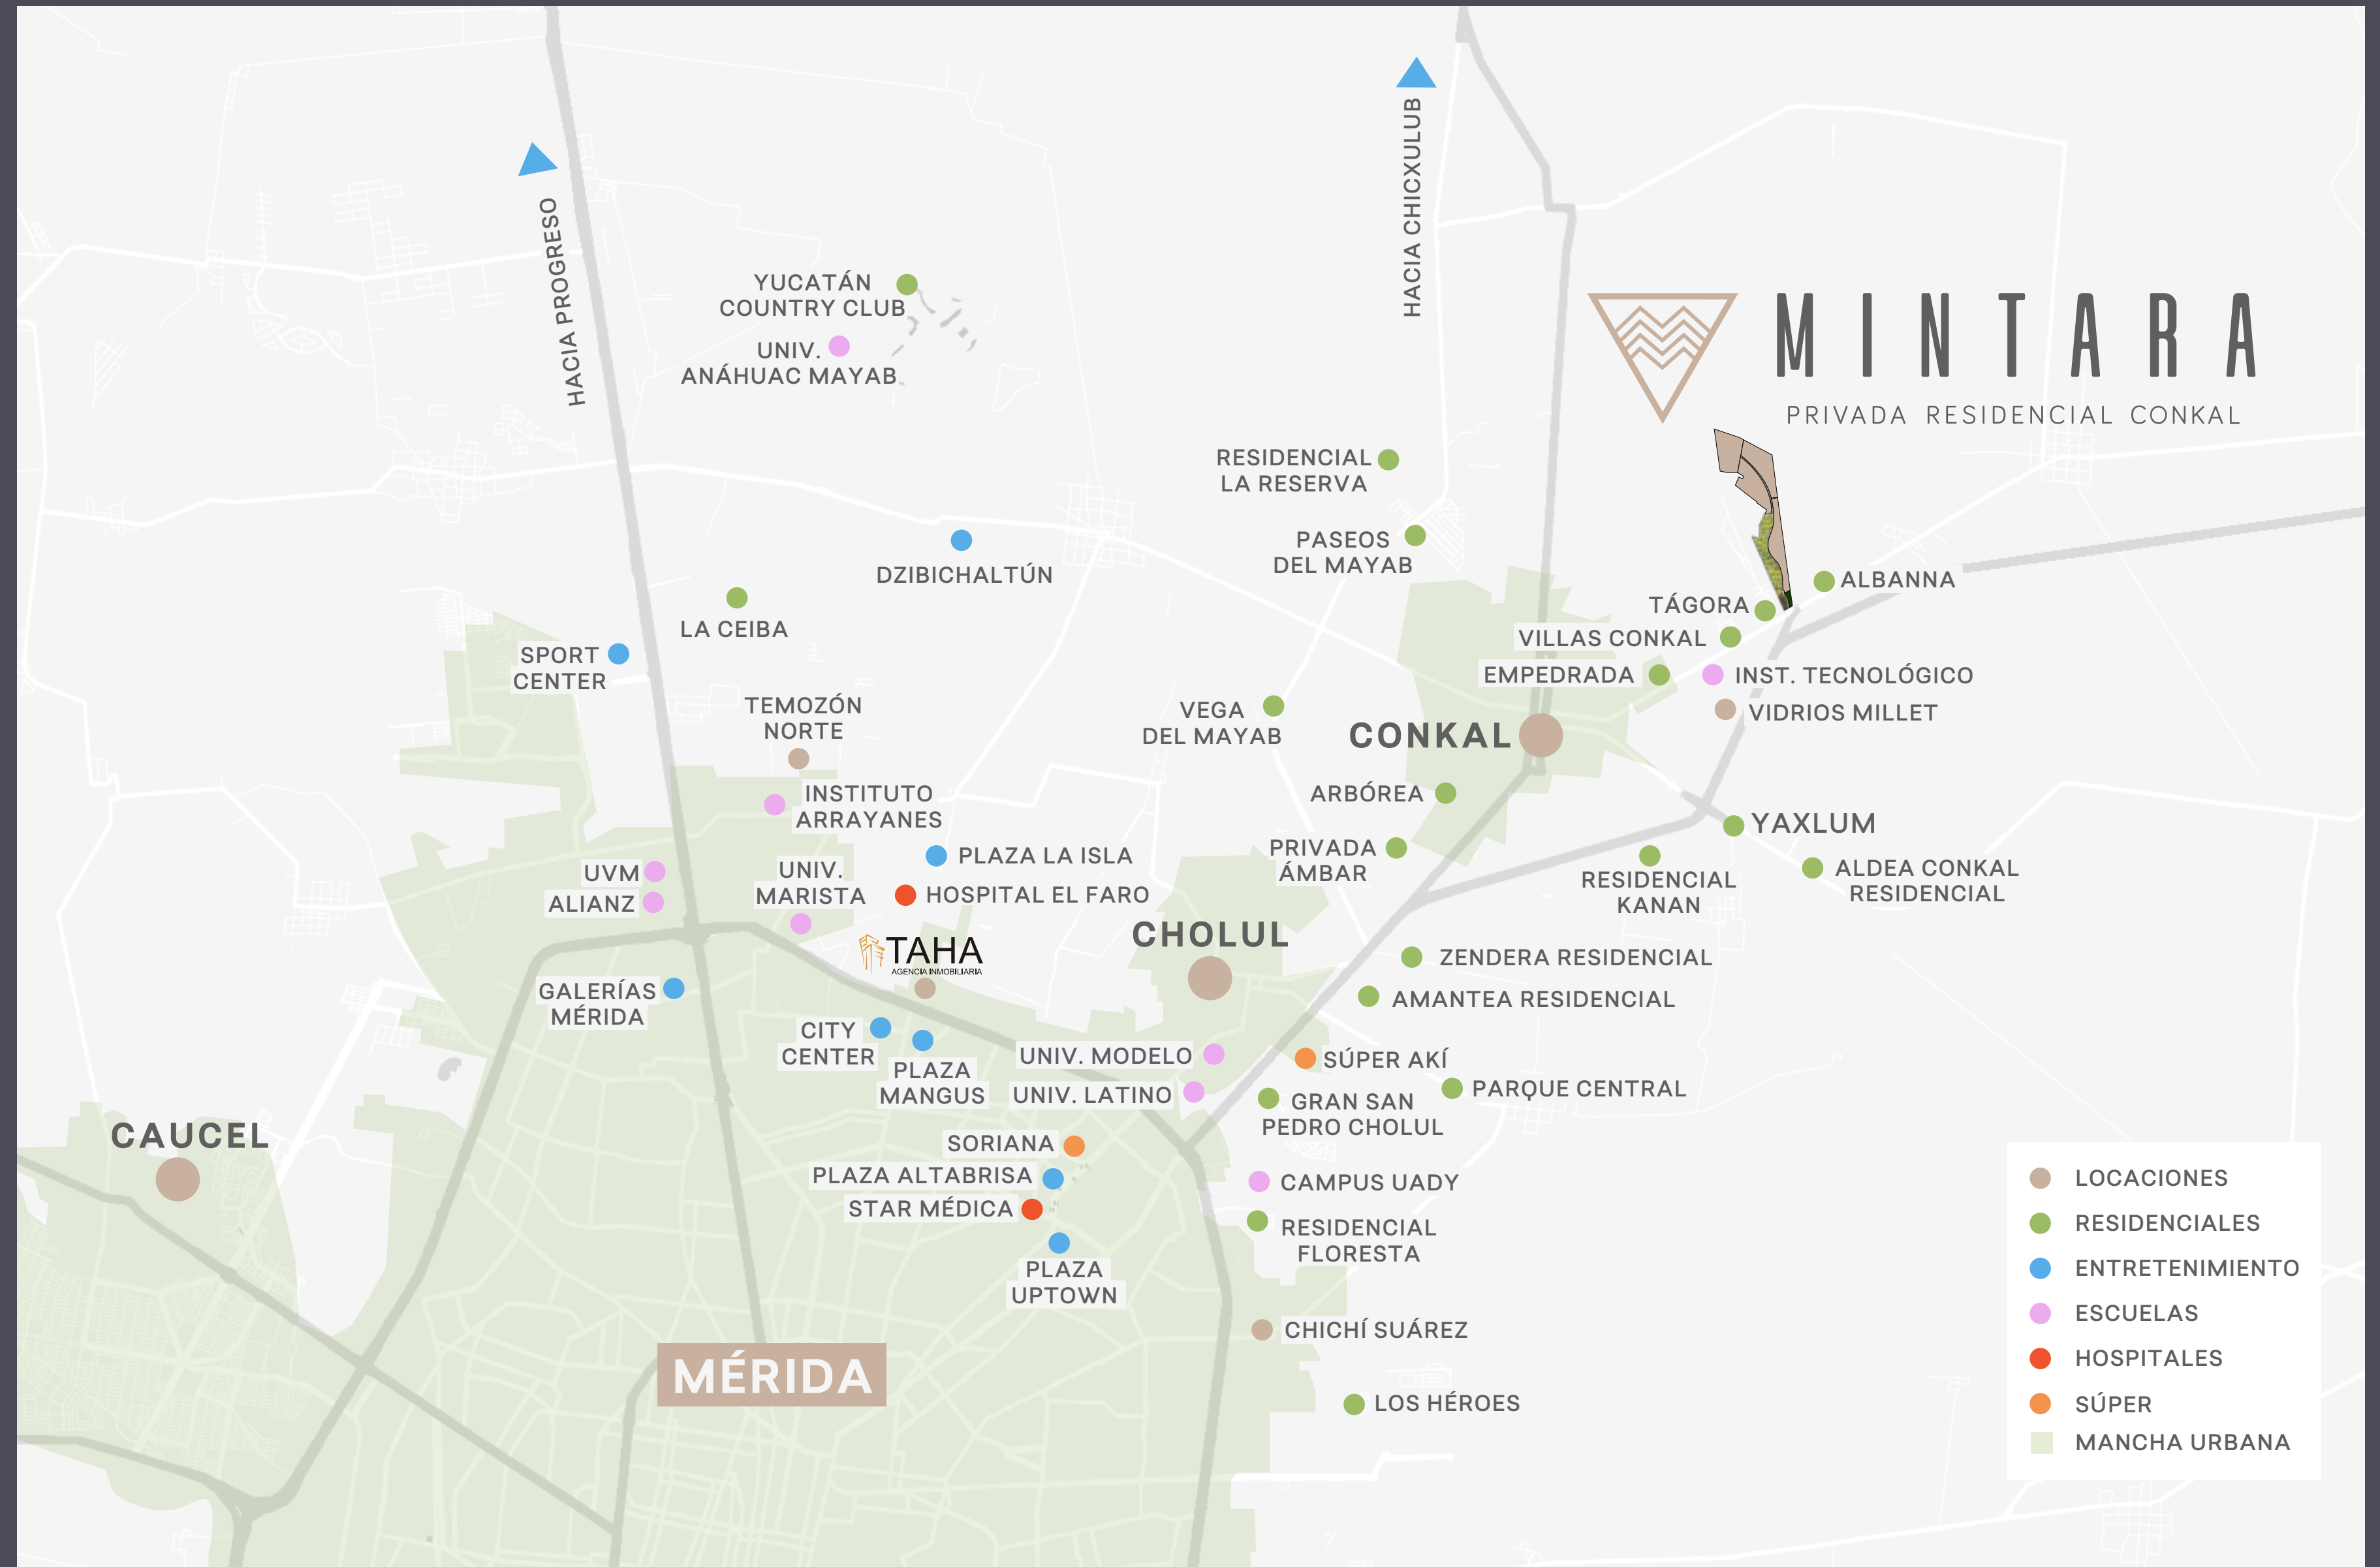 HACIA PROGRESO
HACIA CHICXULUB
MINTARA
PRIVADA RESIDENCIAL CONKAL
YUCATÁN
COUNTRY CLUB
UNIV.
ANÁHUAC MAYAB
RESIDENCIAL
LA RESERVA
PASEOS
DEL MAYAB
DZIBICHALTÚN
LA CEIBA
ALBANNA
TÁGORA
VILLAS CONKAL
EMPEDRADA
INST. TECNOLÓGICO
VIDRIOS MILLET
SPORT
CENTER
TEMOZÓN
NORTE
VEGA
DEL MAYAB
CONKAL
INSTITUTO
ARRAYANES
ARBÓREA
YAXLUM
PLAZA LA ISLA
PRIVADA
ÁMBAR
UVM
ALIANZ
UNIV.
MARISTA
HOSPITAL EL FARO
RESIDENCIAL
KANAN
ALDEA CONKAL
RESIDENCIAL
CHOLUL
TAHA
AGENCIA INMOBILIARIA
ZENDERA RESIDENCIAL
AMANTEA RESIDENCIAL
GALERÍAS
MÉRIDA
CITY
CENTER
PLAZA
MANGUS
UNIV. MODELO
UNIV. LATINO
SÚPER AKÍ
PARQUE CENTRAL
GRAN SAN
PEDRO CHOLUL
CAUCEL
SORIANA
PLAZA ALTABRISA
STAR MÉDICA
CAMPUS UADY
RESIDENCIAL
FLORESTA
PLAZA
UPTOWN
CHICHÍ SUÁREZ
MÉRIDA
LOS HÉROES
LOCACIONES
RESIDENCIALES
ENTRETENIMIENTO
ESCUELAS
HOSPITALES
SÚPER
MANCHA URBANA